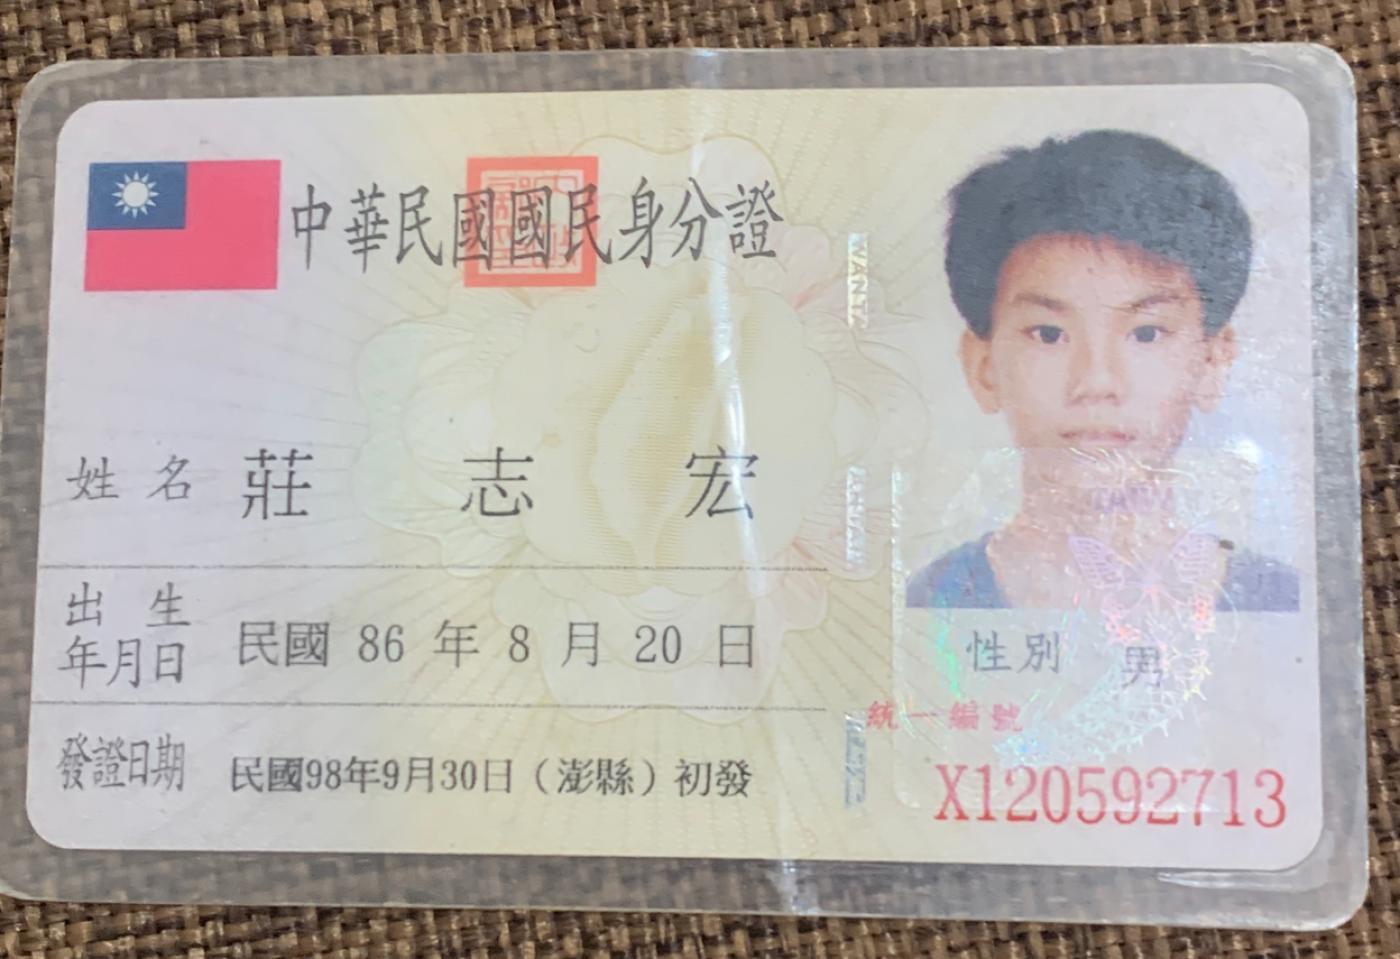 中華民國國民身分證
姓名 莊志宏
出生年月日 民國 86 年 8 月 20 日
性別 男
統一編號
發證日期 民國98年9月30日（澎縣）初發
X120592713
TAIWAN